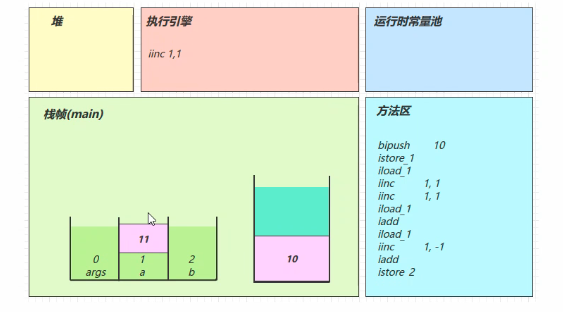 堆
执行引擎
iinc 1,1
运行时常量池
栈帧(main)
11
0 1 2
args a b
10
方法区
bipush 10
istore_1
iload_1
iinc 1, 1
iinc 1, 1
iload_1
iadd
iload_1
iinc 1, -1
iadd
istore 2